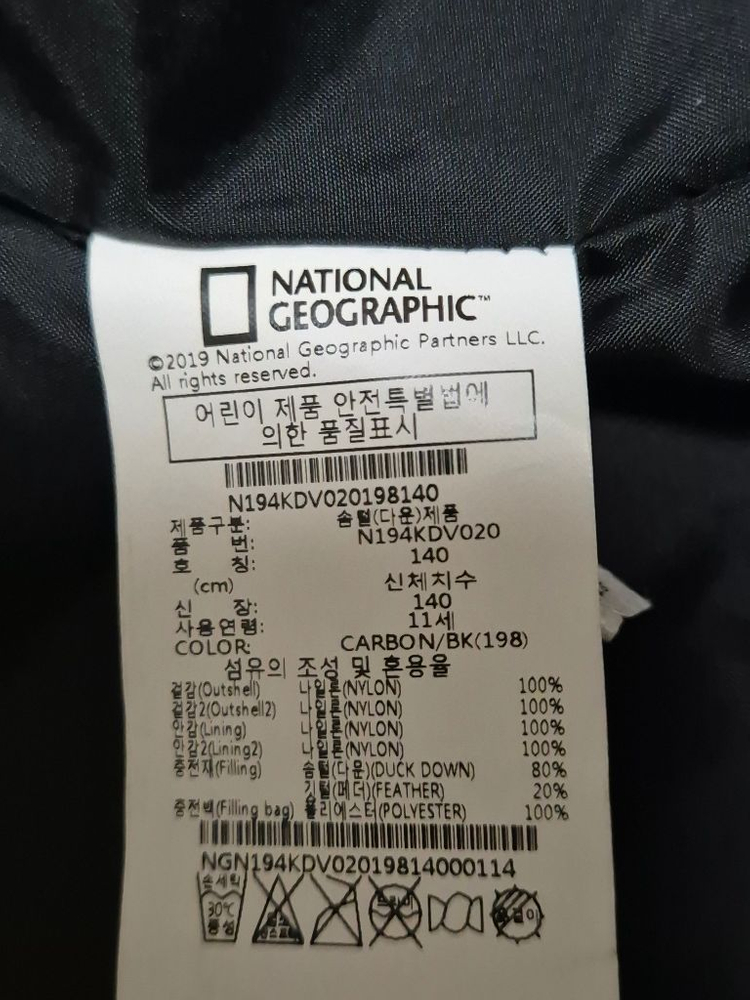 NATIONAL
GEOGRAPHIC™
©2019 National Geographic Partners LLC.
All rights reserved.
어린이 제품 안전특별법에
의한 품질표시
N194KDV020198140
제품구분: 솜털(다운)제품
품 번: N194KDV020
호 칭: 140
(cm) 신체치수
신 장: 140
사용연령: 11세
COLOR: CARBON/BK(198)
섬유의 조성 및 혼용율
겉감(Outshell) 나일론(NYLON) 100%
겉감2(Outshell2) 나일론(NYLON) 100%
안감(Lining) 나일론(NYLON) 100%
안감2(Lining2) 나일론(NYLON) 100%
충전재(Filling) 솜털(다운)(DUCK DOWN) 80%
깃털(페더)(FEATHER) 20%
충전백(Filling bag) 폴리에스터(POLYESTER) 100%
NGN194KDV02019814000114
손세탁
30℃
중성
드라이